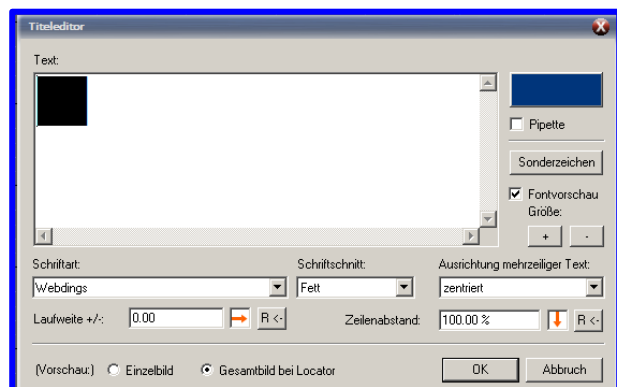 Titeleditor
Text:
Pipette
Sonderzeichen
Fontvorschau
Größe:
+ -
Schriftart: Schriftschnitt: Ausrichtung mehrzeiliger Text:
Webdings Fett zentriert
Laufweite +/-: 0.00 R <- Zeilenabstand: 100.00 % R <-
(Vorschau:) Einzelbild Gesamtbild bei Locator OK Abbruch